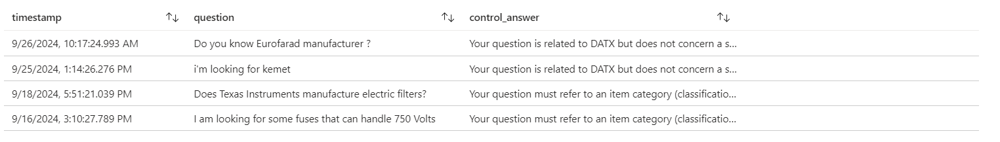 timestamp question control_answer
9/26/2024, 10:17:24.993 AM Do you know Eurofarad manufacturer ? Your question is related to DATX but does not concern a s...
9/25/2024, 1:14:26.276 PM i'm looking for kemet Your question is related to DATX but does not concern a s...
9/18/2024, 5:51:21.039 PM Does Texas Instruments manufacture electric filters? Your question must refer to an item category (classificatio...
9/16/2024, 3:10:27.789 PM I am looking for some fuses that can handle 750 Volts Your question must refer to an item category (classificatio...